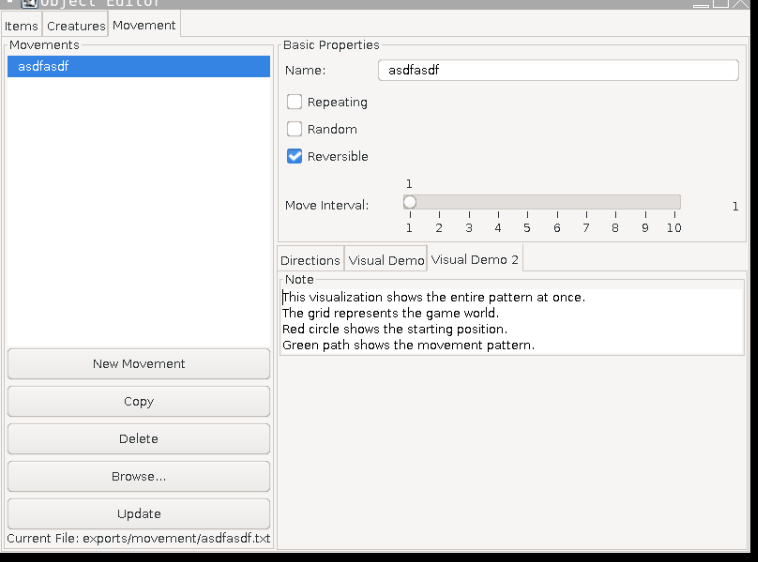 Object Editor
Items Creatures Movement
Movements
asdfasdf
New Movement
Copy
Delete
Browse...
Update
Current File: exports/movement/asdfasdf.txt
Basic Properties
Name: asdfasdf
Repeating
Random
Reversible
1
Move Interval: 1
1 2 3 4 5 6 7 8 9 10
Directions Visual Demo Visual Demo 2
Note
This visualization shows the entire pattern at once.
The grid represents the game world.
Red circle shows the starting position.
Green path shows the movement pattern.